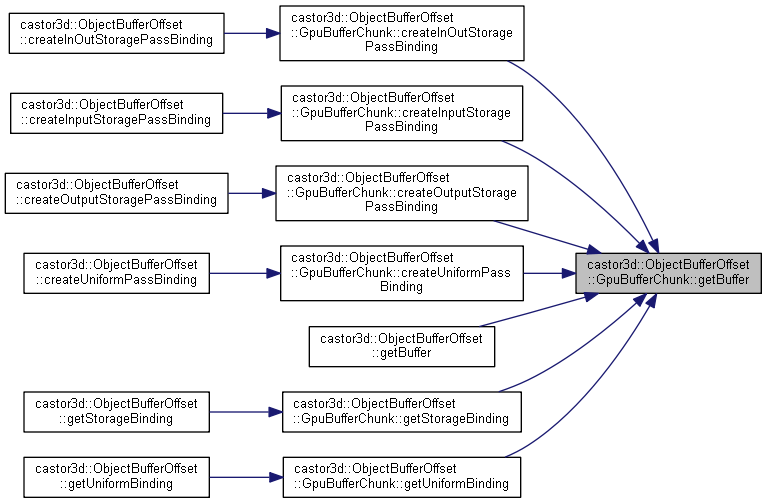 castor3d::ObjectBufferOffset
::createInOutStoragePassBinding
castor3d::ObjectBufferOffset
::GpuBufferChunk::createInOutStorage
PassBinding
castor3d::ObjectBufferOffset
::createInputStoragePassBinding
castor3d::ObjectBufferOffset
::GpuBufferChunk::createInputStorage
PassBinding
castor3d::ObjectBufferOffset
::createOutputStoragePassBinding
castor3d::ObjectBufferOffset
::GpuBufferChunk::createOutputStorage
PassBinding
castor3d::ObjectBufferOffset
::createUniformPassBinding
castor3d::ObjectBufferOffset
::GpuBufferChunk::createUniformPass
Binding
castor3d::ObjectBufferOffset
::GpuBufferChunk::getBuffer
castor3d::ObjectBufferOffset
::getBuffer
castor3d::ObjectBufferOffset
::getStorageBinding
castor3d::ObjectBufferOffset
::GpuBufferChunk::getStorageBinding
castor3d::ObjectBufferOffset
::getUniformBinding
castor3d::ObjectBufferOffset
::GpuBufferChunk::getUniformBinding